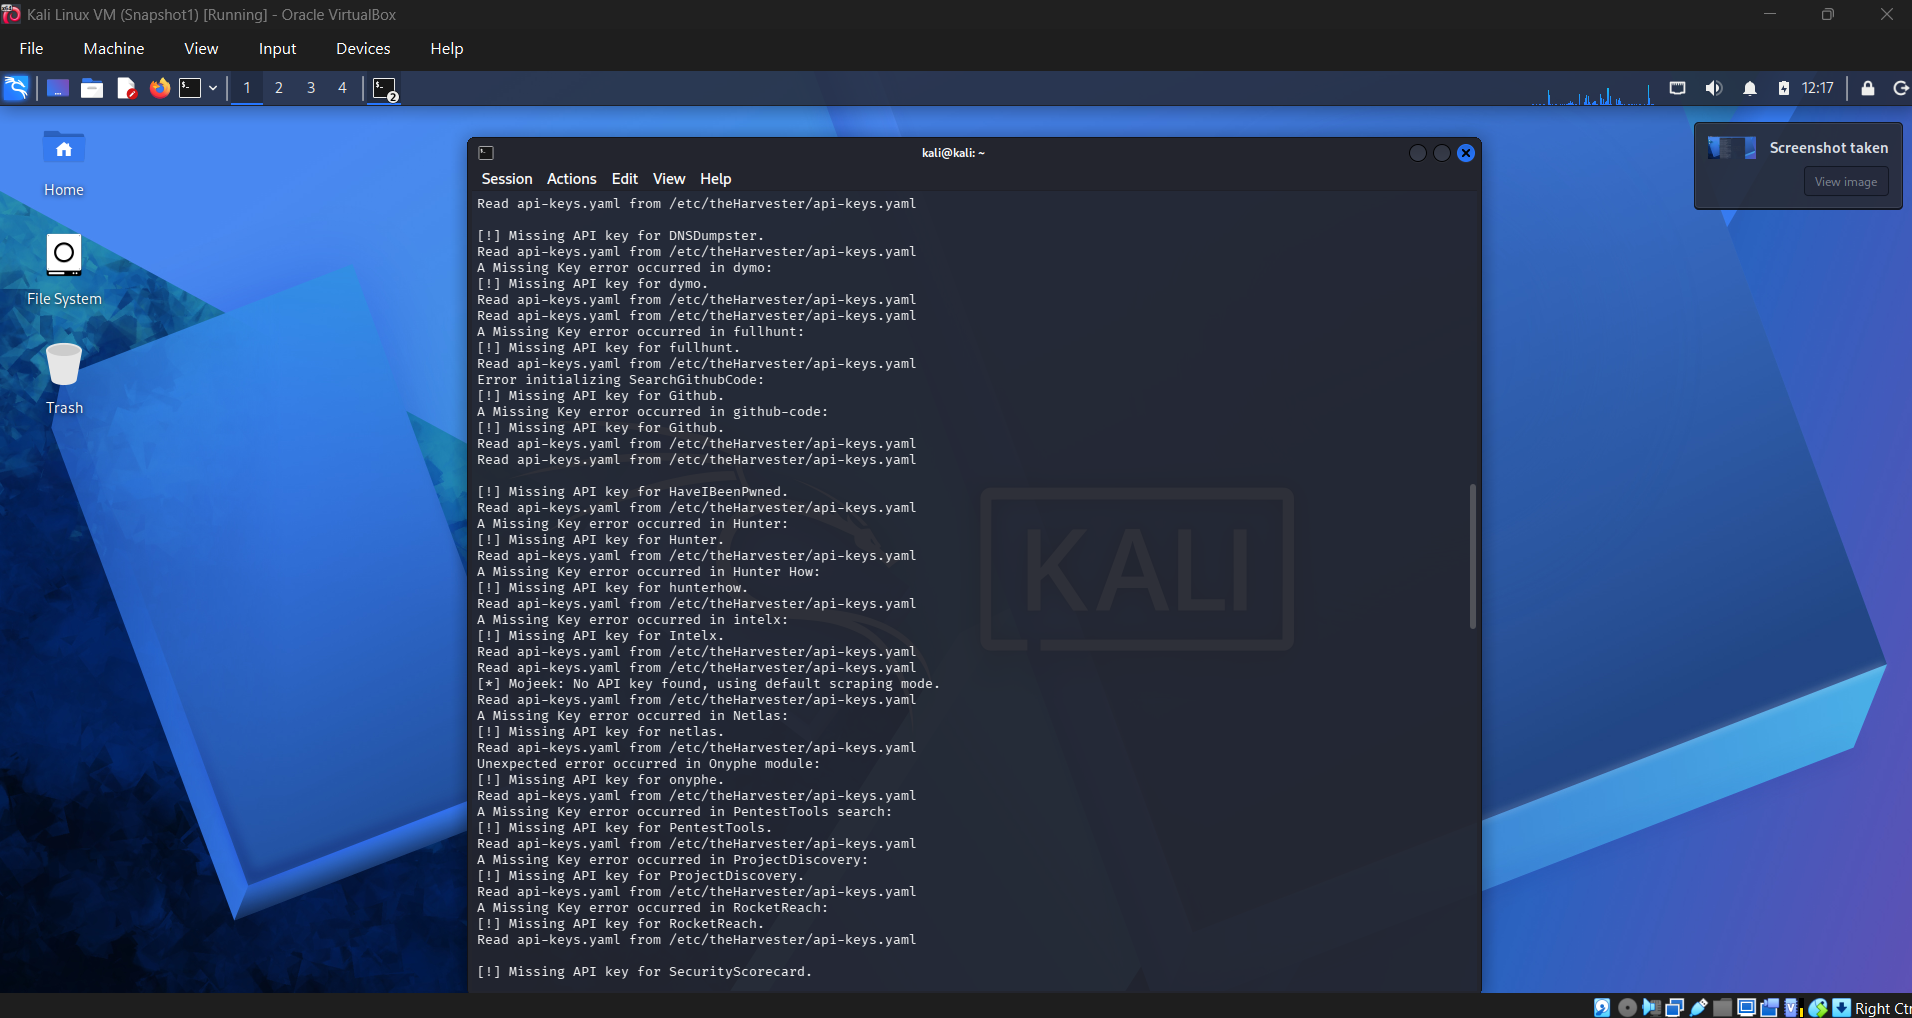 Kali Linux VM (Snapshot1) [Running] - Oracle VirtualBox
File Machine View Input Devices Help
1 2 3 4 2 12:17
Home
File System
Trash
Screenshot taken
View image
kali@kali: ~
Session Actions Edit View Help
Read api-keys.yaml from /etc/theHarvester/api-keys.yaml
[!] Missing API key for DNSDumpster.
Read api-keys.yaml from /etc/theHarvester/api-keys.yaml
A Missing Key error occurred in dymo:
[!] Missing API key for dymo.
Read api-keys.yaml from /etc/theHarvester/api-keys.yaml
Read api-keys.yaml from /etc/theHarvester/api-keys.yaml
A Missing Key error occurred in fullhunt:
[!] Missing API key for fullhunt.
Read api-keys.yaml from /etc/theHarvester/api-keys.yaml
Error initializing SearchGithubCode:
[!] Missing API key for Github.
A Missing Key error occurred in github-code:
[!] Missing API key for Github.
Read api-keys.yaml from /etc/theHarvester/api-keys.yaml
Read api-keys.yaml from /etc/theHarvester/api-keys.yaml
[!] Missing API key for HaveIBeenPwned.
Read api-keys.yaml from /etc/theHarvester/api-keys.yaml
A Missing Key error occurred in Hunter:
[!] Missing API key for Hunter.
Read api-keys.yaml from /etc/theHarvester/api-keys.yaml
A Missing Key error occurred in Hunter How:
[!] Missing API key for hunterhow.
Read api-keys.yaml from /etc/theHarvester/api-keys.yaml
A Missing Key error occurred in intelx:
[!] Missing API key for Intelx.
Read api-keys.yaml from /etc/theHarvester/api-keys.yaml
Read api-keys.yaml from /etc/theHarvester/api-keys.yaml
[*] Mojeek: No API key found, using default scraping mode.
Read api-keys.yaml from /etc/theHarvester/api-keys.yaml
A Missing Key error occurred in Netlas:
[!] Missing API key for netlas.
Read api-keys.yaml from /etc/theHarvester/api-keys.yaml
Unexpected error occurred in Onyphe module:
[!] Missing API key for onyphe.
Read api-keys.yaml from /etc/theHarvester/api-keys.yaml
A Missing Key error occurred in PentestTools search:
[!] Missing API key for PentestTools.
Read api-keys.yaml from /etc/theHarvester/api-keys.yaml
A Missing Key error occurred in ProjectDiscovery:
[!] Missing API key for ProjectDiscovery.
Read api-keys.yaml from /etc/theHarvester/api-keys.yaml
A Missing Key error occurred in RocketReach:
[!] Missing API key for RocketReach.
Read api-keys.yaml from /etc/theHarvester/api-keys.yaml
[!] Missing API key for SecurityScorecard.
KALI
Right Ctr